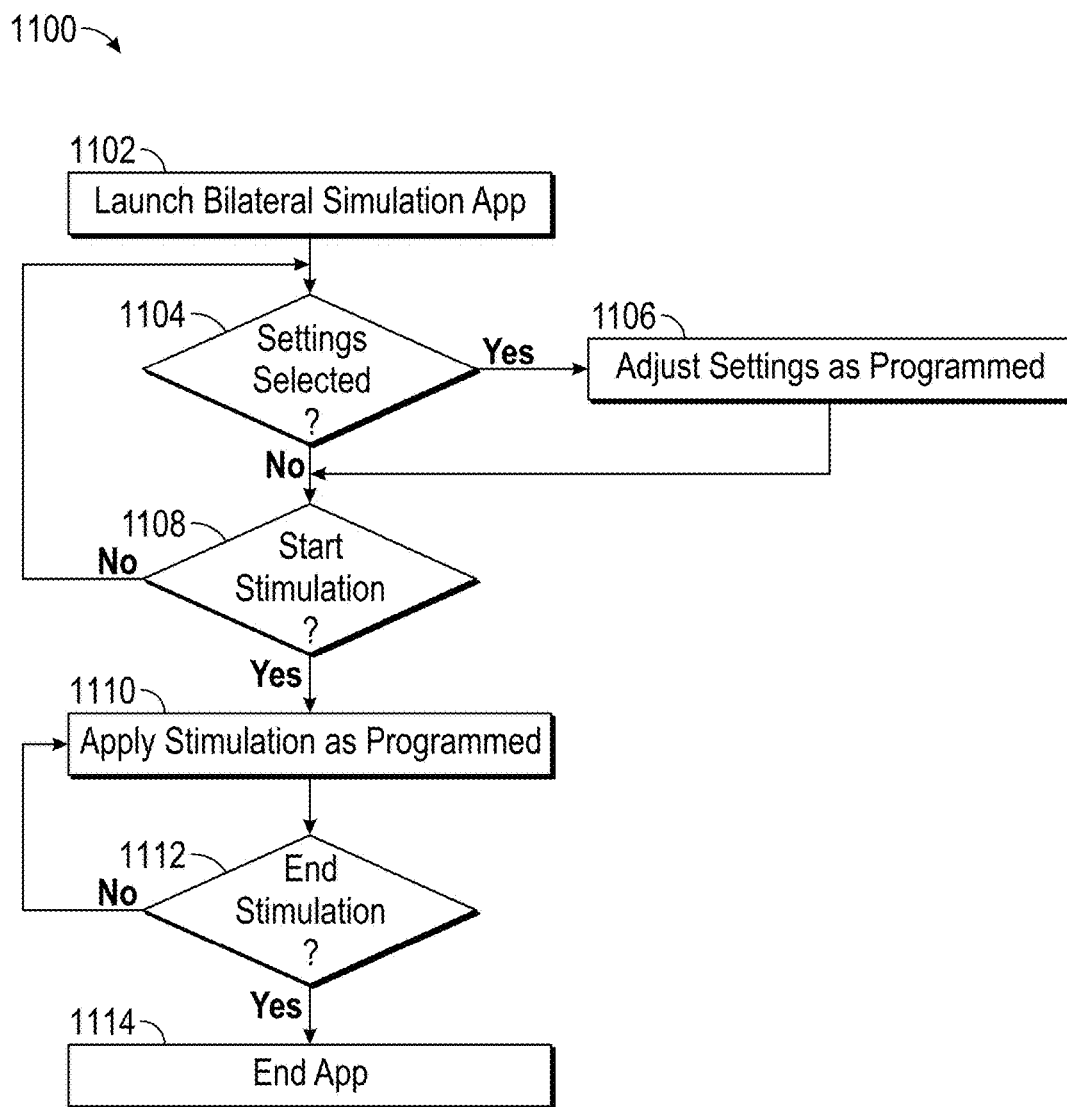 1100
1102
Launch Bilateral Simulation App
1104
Settings
Selected
?
Yes
1106
Adjust Settings as Programmed
No
1108
Start
Stimulation
?
No
Yes
1110
Apply Stimulation as Programmed
1112
End
Stimulation
?
No
Yes
1114
End App